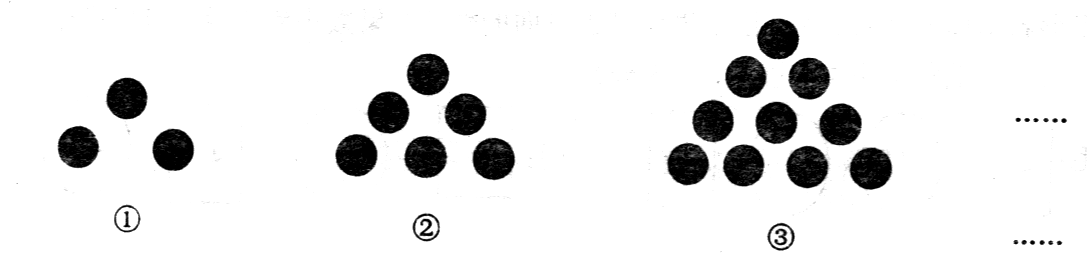 ……
① ② ③ ……